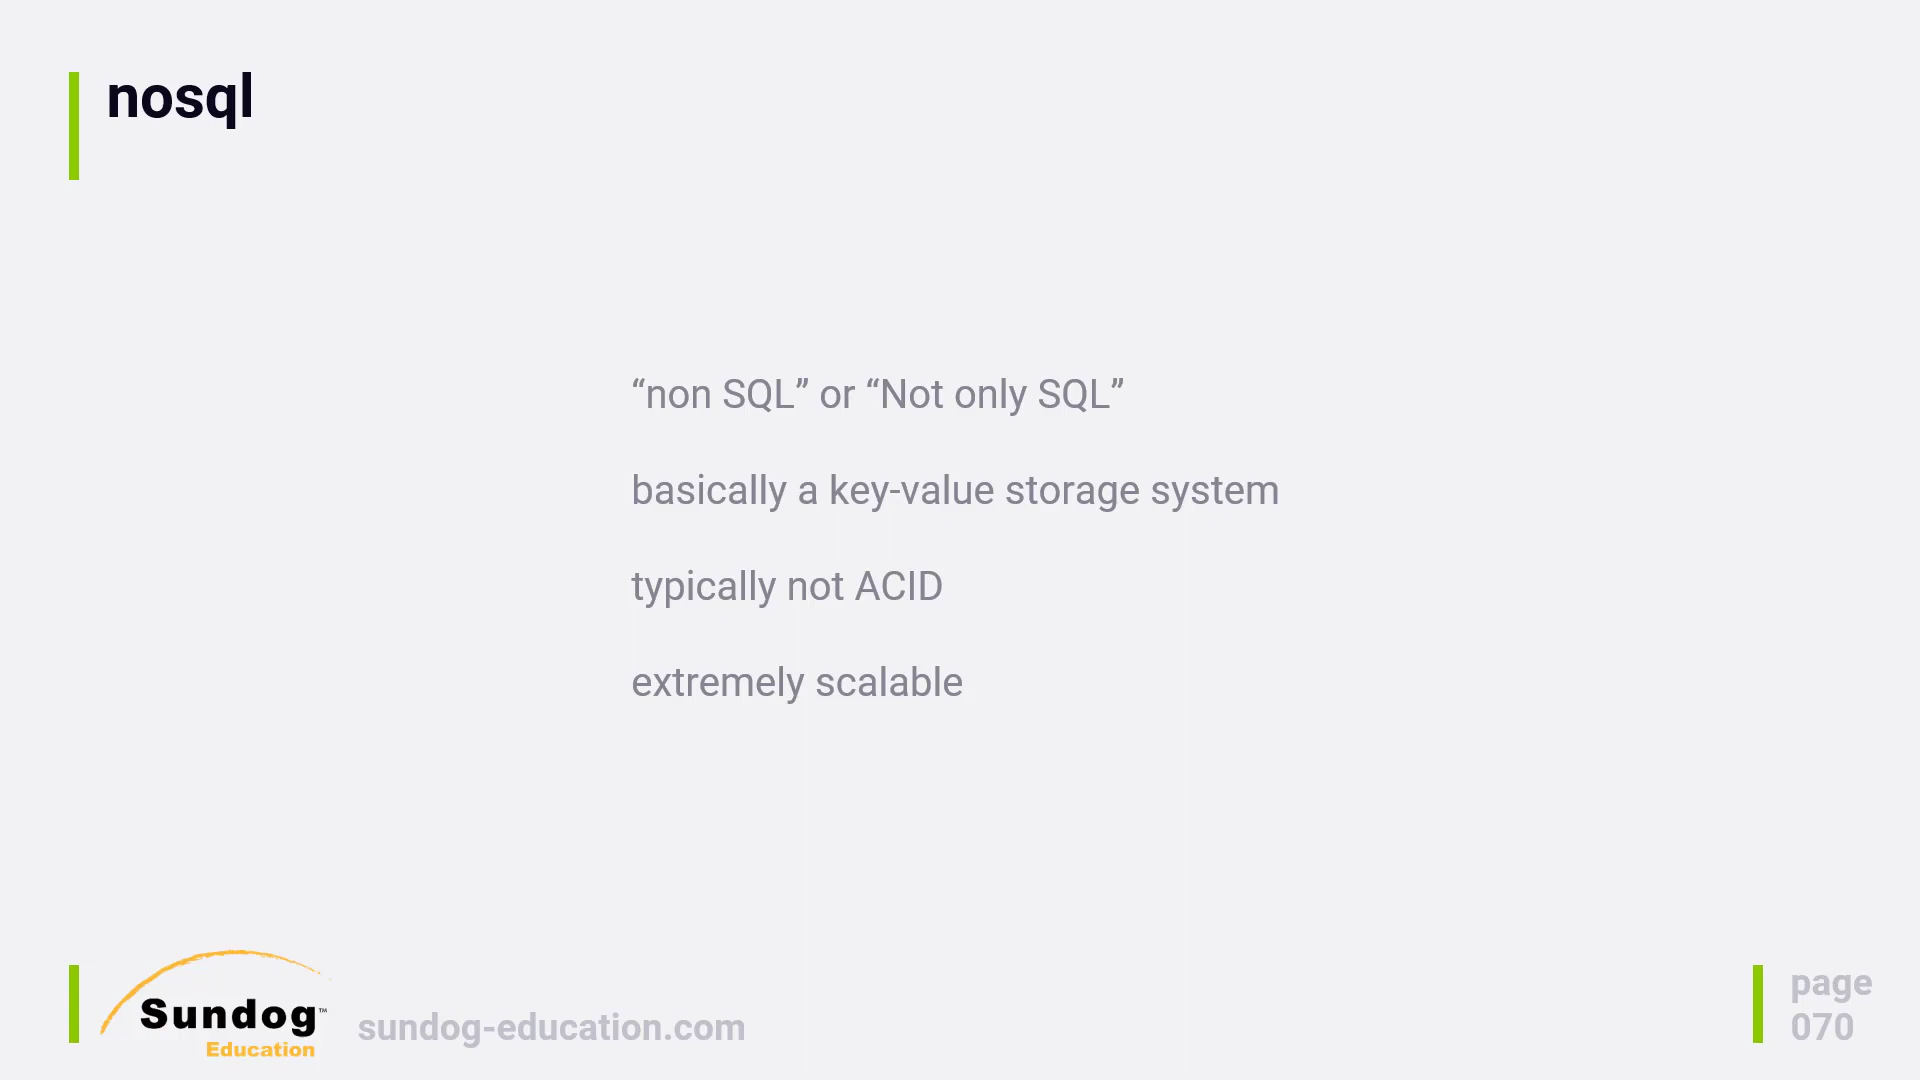 nosql
“non SQL” or “Not only SQL”
basically a key-value storage system
typically not ACID
extremely scalable
Sundog™
Education
sundog-education.com
page
070